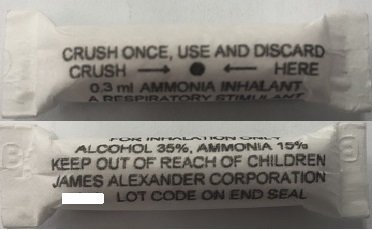 CRUSH ONCE, USE AND DISCARD
CRUSH → ● ← HERE
0.3 ml AMMONIA INHALANT
A RESPIRATORY STIMULANT
FOR INHALATION ONLY
ALCOHOL 35%, AMMONIA 15%
KEEP OUT OF REACH OF CHILDREN
JAMES ALEXANDER CORPORATION
LOT CODE ON END SEAL